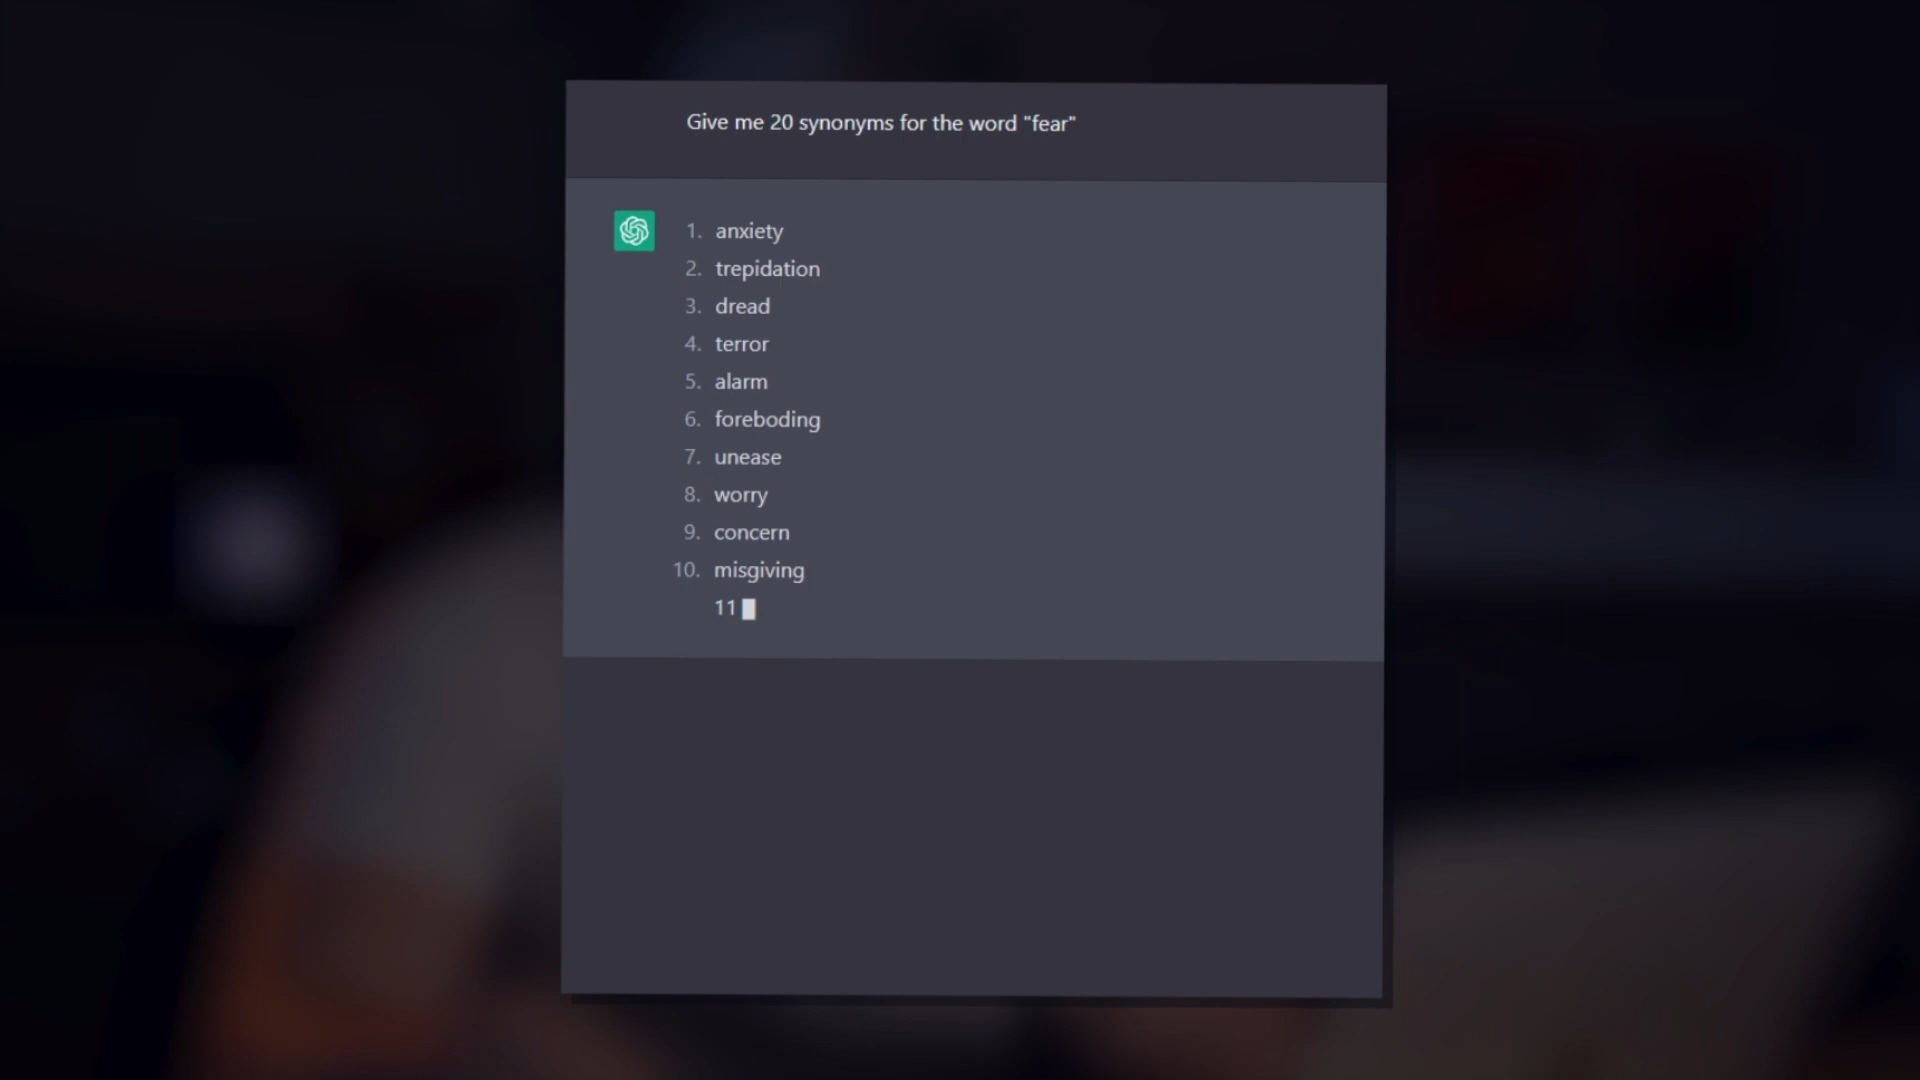 Give me 20 synonyms for the word "fear"
1. anxiety
2. trepidation
3. dread
4. terror
5. alarm
6. foreboding
7. unease
8. worry
9. concern
10. misgiving
11